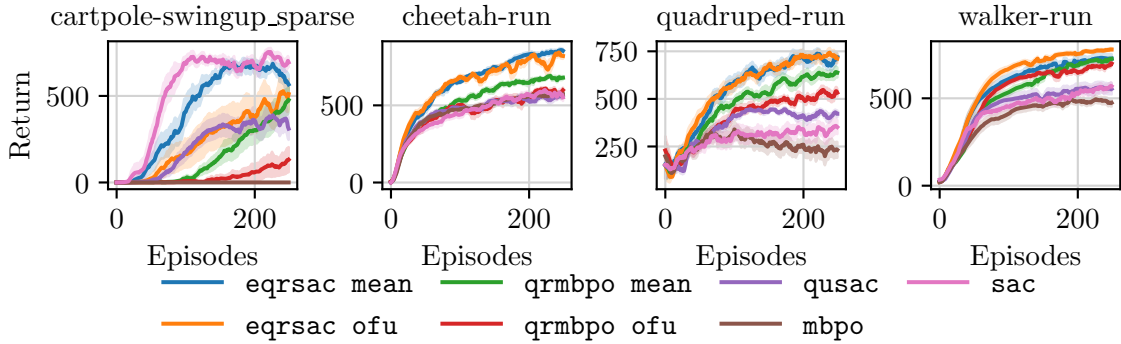 cartpole-swingup_sparse cheetah-run quadruped-run walker-run
Return
500
0
0 200
Episodes
500
0
0 200
Episodes
750
500
250
0 200
Episodes
500
0
0 200
Episodes
eqrsac mean qrmbpo mean qusac sac
eqrsac ofu qrmbpo ofu mbpo